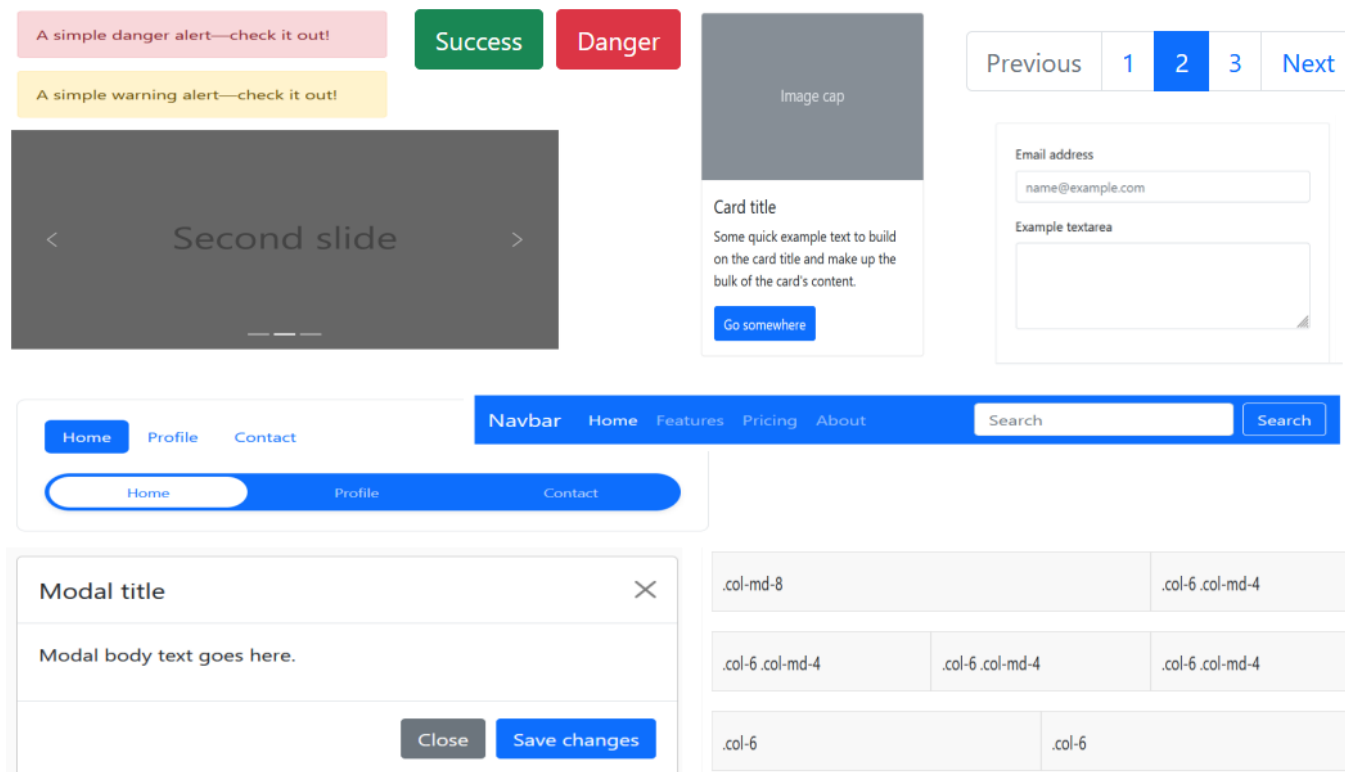 A simple danger alert—check it out!
A simple warning alert—check it out!
Success
Danger
Second slide
Image cap
Card title
Some quick example text to build
on the card title and make up the
bulk of the card's content.
Go somewhere
Previous 1 2 3 Next
Email address
name@example.com
Example textarea
Home Profile Contact
Home Profile Contact
Navbar Home Features Pricing About Search Search
Modal title
Modal body text goes here.
Close Save changes
.col-md-8 .col-6 .col-md-4
.col-6 .col-md-4 .col-6 .col-md-4 .col-6 .col-md-4
.col-6 .col-6